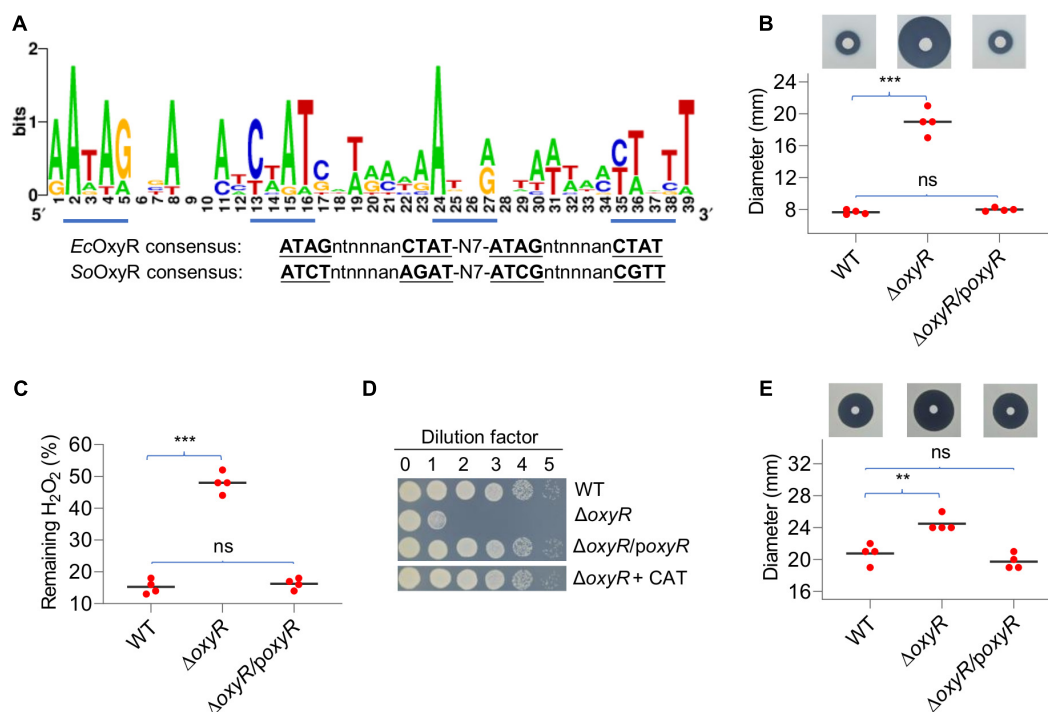 A
2
bits
1
0
1 2 3 4 5 6 7 8 9 10 11 12 13 14 15 16 17 18 19 20 21 22 23 24 25 26 27 28 29 30 31 32 33 34 35 36 37 38 39
5′ 3′
EcOxyR consensus: ATAGntnnnanCTAT-N7-ATAGntnnnanCTAT
SoOxyR consensus: ATCTntnnnanAGAT-N7-ATCGntnnnanCGTT
B
Diameter (mm)
24
20
16
12
8
***
ns
WT
ΔoxyR
ΔoxyR/poxyR
C
Remaining H₂O₂ (%)
60
50
40
30
20
10
***
ns
WT
ΔoxyR
ΔoxyR/poxyR
D
Dilution factor
0 1 2 3 4 5
WT
ΔoxyR
ΔoxyR/poxyR
ΔoxyR + CAT
E
Diameter (mm)
32
28
24
20
16
ns
**
WT
ΔoxyR
ΔoxyR/poxyR